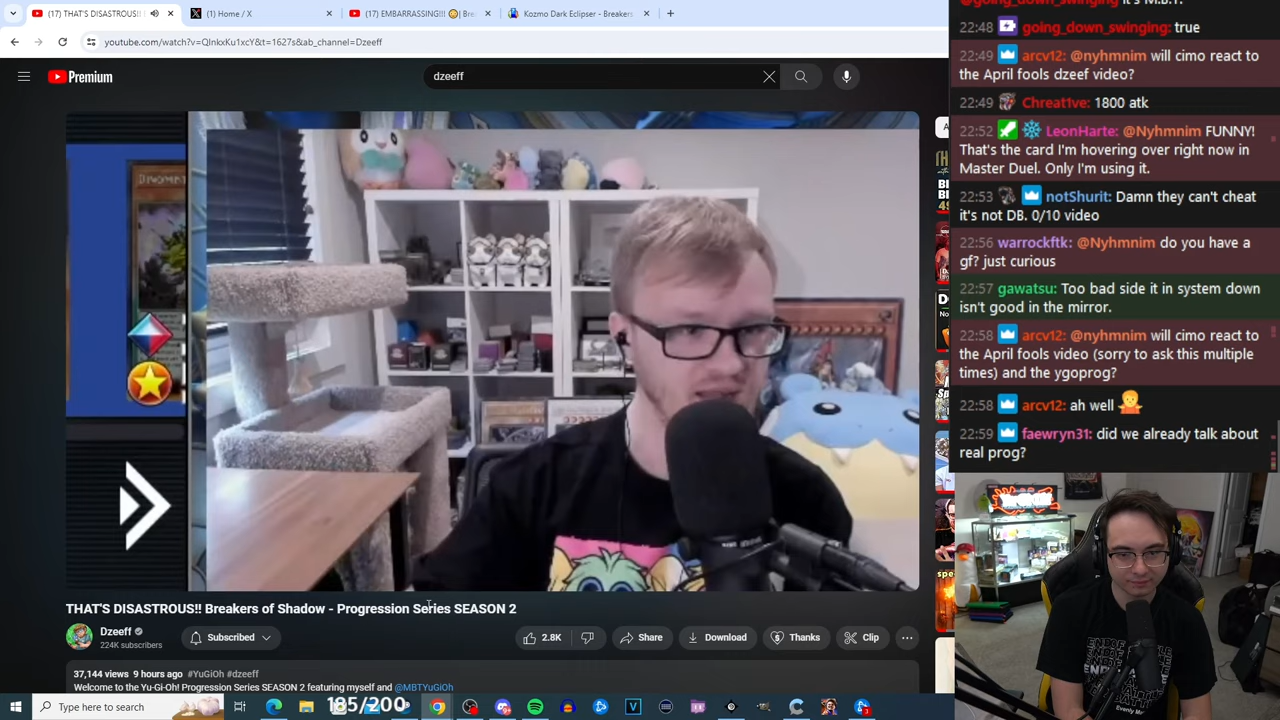 (17) THAT'S DISASTROUS!!
(1) Home / X
(17) EMBARRASSING!!!
Bre
Kozmo Dark Eclipser - Breakers
youtube.com/watch?v=QInkxKu1xcY&t=1627s&ab_channel=Dzeeff
Premium
dzeeff
THAT'S DISASTROUS!! Breakers of Shadow - Progression Series SEASON 2
Dzeeff
224K subscribers
Subscribed
2.8K
Share
Download
Thanks
Clip
37,144 views 9 hours ago #YuGiOh #dzeeff
Welcome to the Yu-Gi-Oh! Progression Series SEASON 2 featuring myself and @MBTYuGiOh
Type here to search
185/200
22:48 going_down_swinging: true
22:49 arcv12: @nyhmnim will cimo react to
the April fools dzeef video?
22:49 Chreat1ve: 1800 atk
22:52 LeonHarte: @Nyhmnim FUNNY!
That's the card I'm hovering over right now in
Master Duel. Only I'm using it.
22:53 notShurit: Damn they can't cheat
it's not DB. 0/10 video
22:56 warrockftk: @Nyhmnim do you have a
gf? just curious
22:57 gawatsu: Too bad side it in system down
isn't good in the mirror.
22:58 arcv12: @nyhmnim will cimo react to
the April fools video (sorry to ask this multiple
times) and the ygoprog?
22:58 arcv12: ah well
22:59 faewryn31: did we already talk about
real prog?